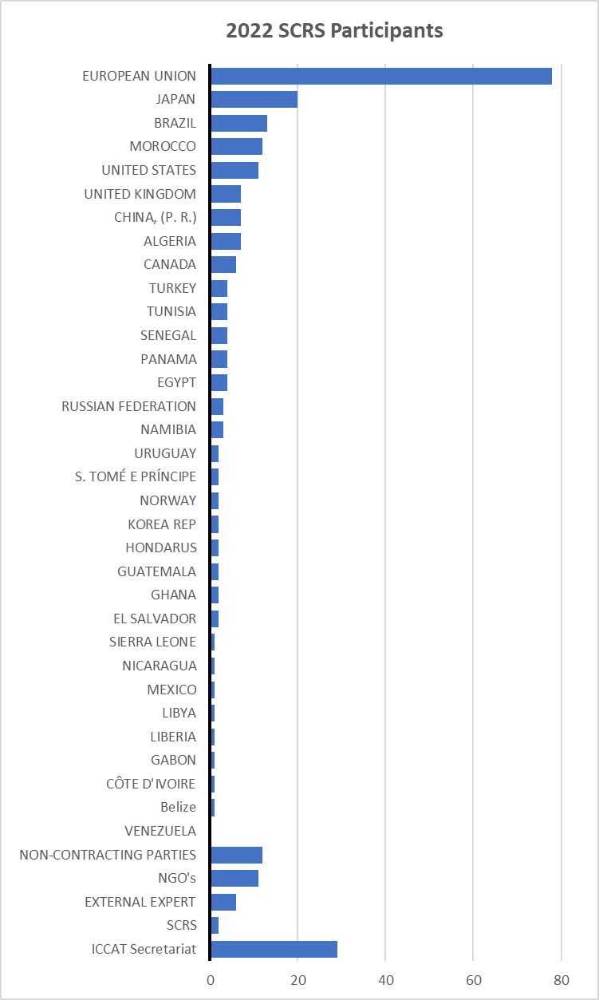 2022 SCRS Participants
EUROPEAN UNION
JAPAN
BRAZIL
MOROCCO
UNITED STATES
UNITED KINGDOM
CHINA, (P. R.)
ALGERIA
CANADA
TURKEY
TUNISIA
SENEGAL
PANAMA
EGYPT
RUSSIAN FEDERATION
NAMIBIA
URUGUAY
S. TOMÉ E PRÍNCIPE
NORWAY
KOREA REP
HONDARUS
GUATEMALA
GHANA
EL SALVADOR
SIERRA LEONE
NICARAGUA
MEXICO
LIBYA
LIBERIA
GABON
CÔTE D'IVOIRE
Belize
VENEZUELA
NON-CONTRACTING PARTIES
NGO's
EXTERNAL EXPERT
SCRS
ICCAT Secretariat
0 20 40 60 80